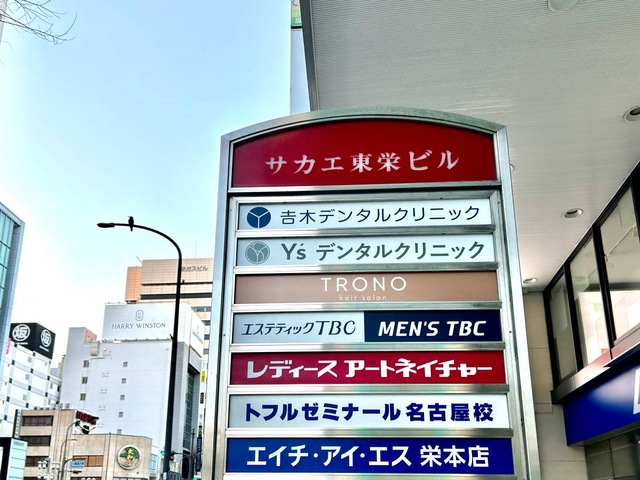 サカエ東栄ビル
𠮷木デンタルクリニック
Y's デンタルクリニック
TRONO
hair salon
エステティックTBC MEN'S TBC
レディース アートネイチャー
トフルゼミナール 名古屋校
エイチ・アイ・エス 栄本店
HARRY WINSTON